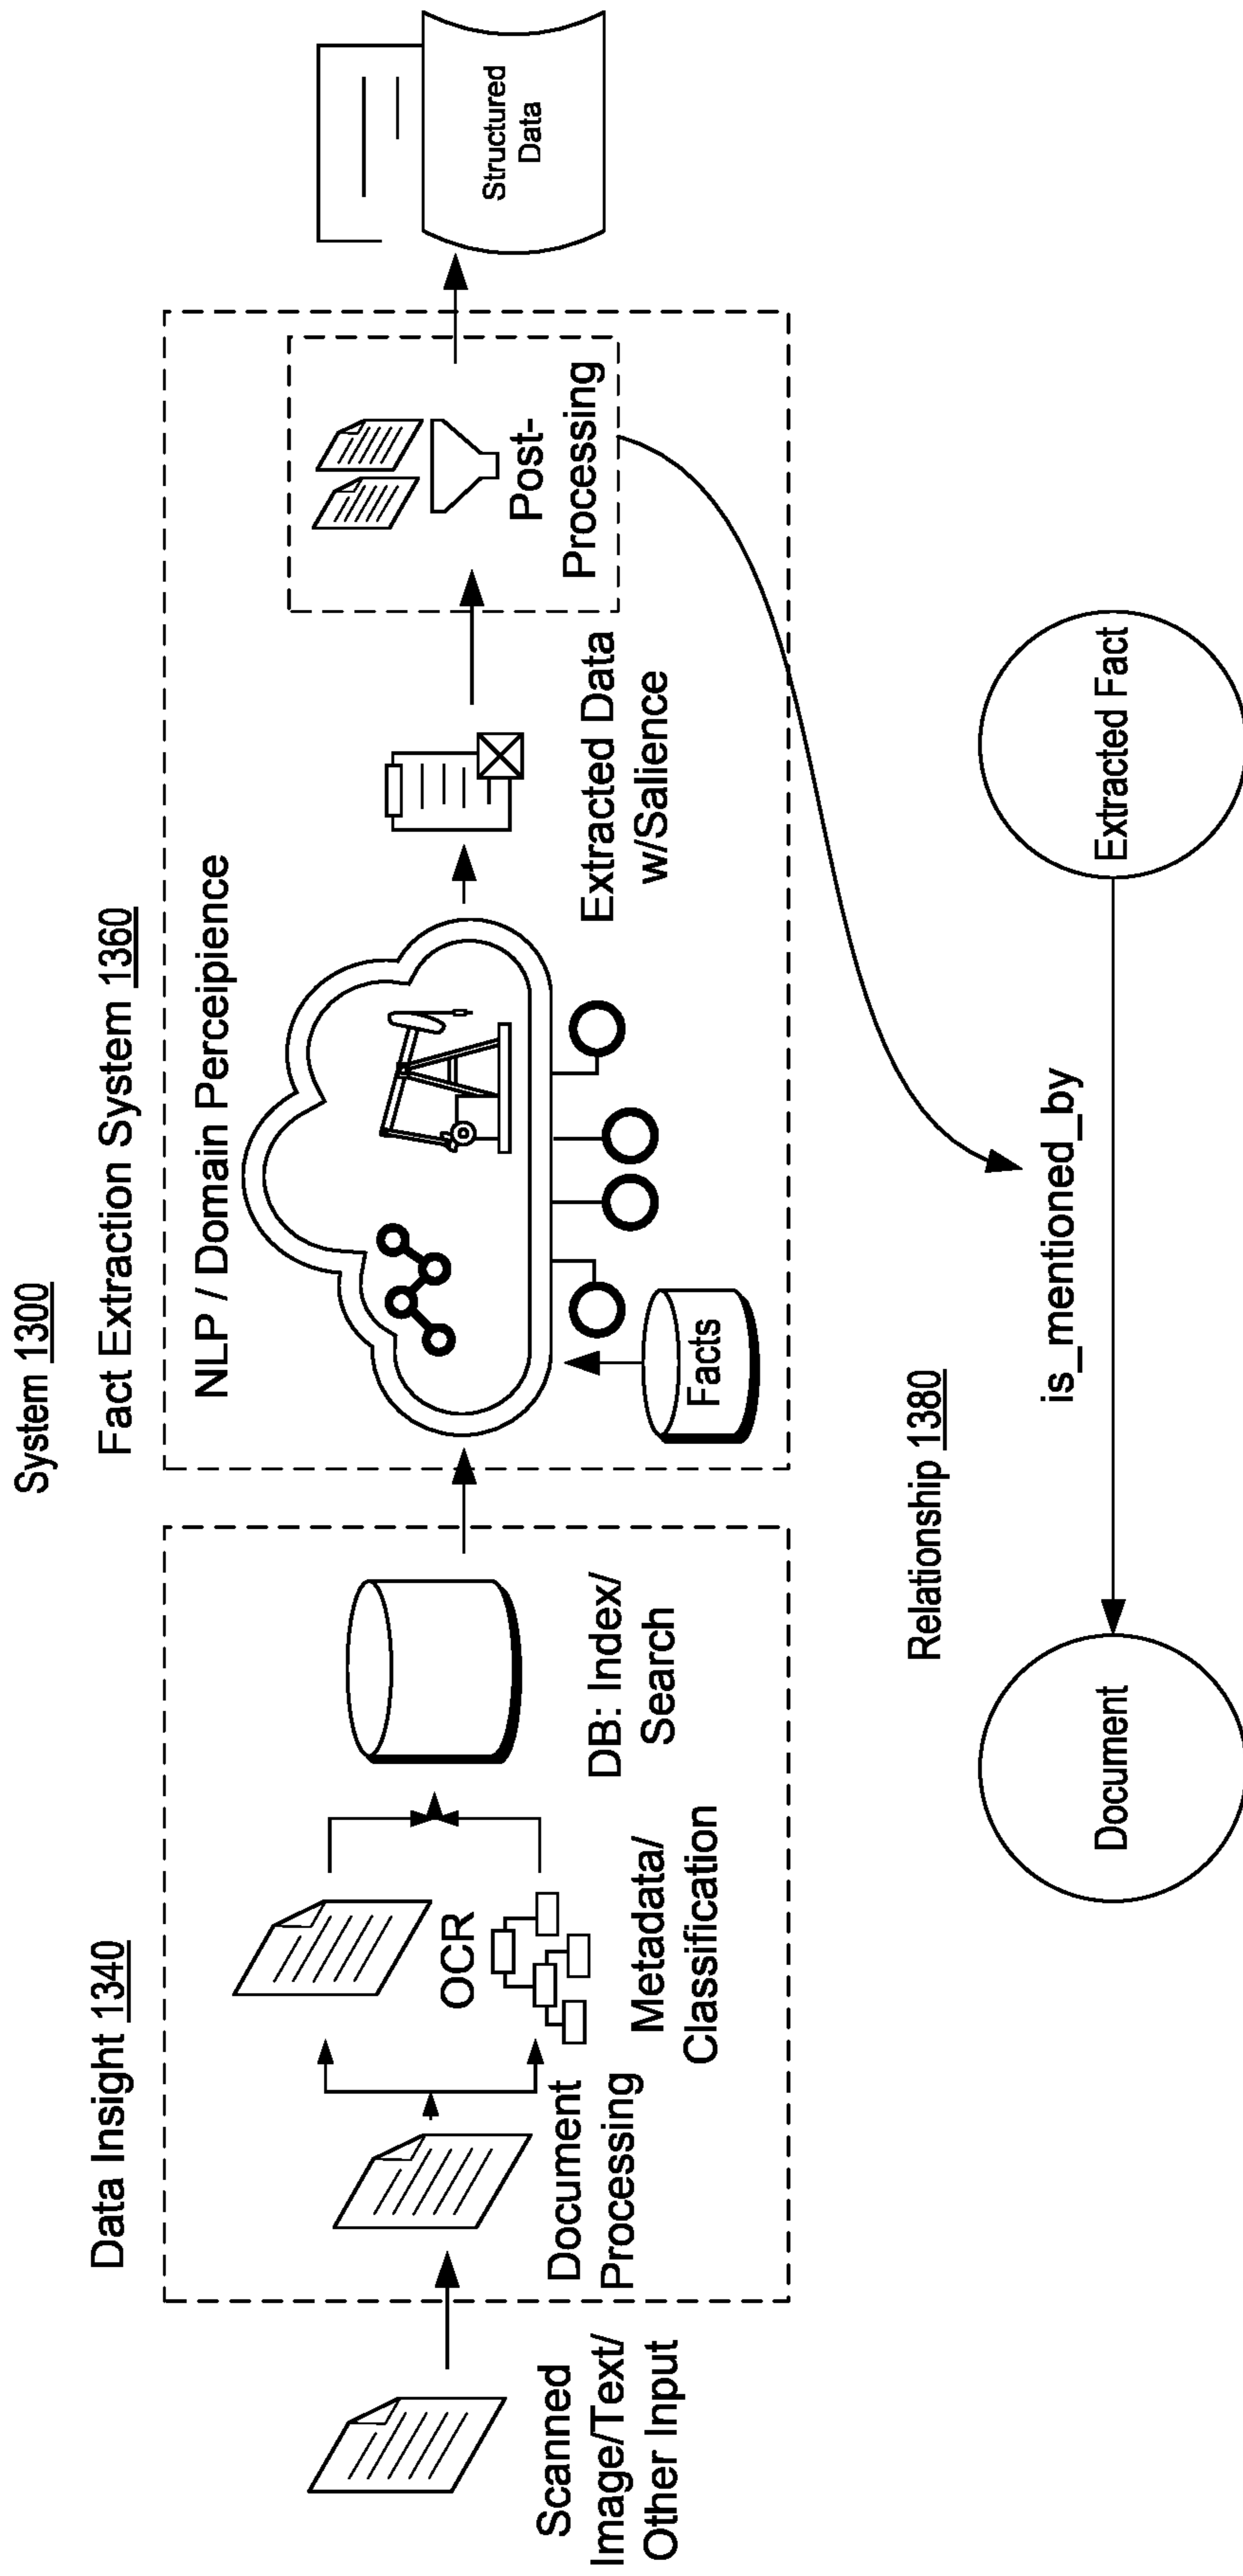 System 1300
Data Insight 1340
Fact Extraction System 1360
Scanned
Image/Text/
Other Input
Document
Processing
OCR
Metadata/
Classification
DB: Index/
Search
NLP / Domain Perceipience
Facts
Extracted Data
w/Salience
Post-
Processing
Structured
Data
Relationship 1380
Document
is_mentioned_by
Extracted Fact